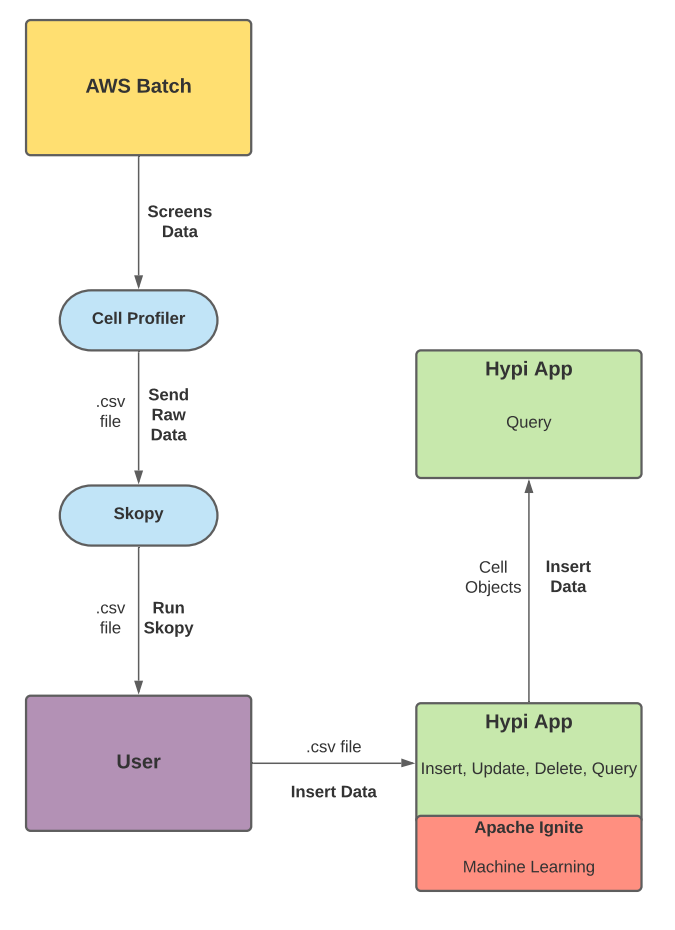 AWS Batch
Screens
Data
Cell Profiler
.csv
file
Send
Raw
Data
Skopy
.csv
file
Run
Skopy
User
.csv file
Insert Data
Hypi App
Query
Cell
Objects
Insert
Data
Hypi App
Insert, Update, Delete, Query
Apache Ignite
Machine Learning